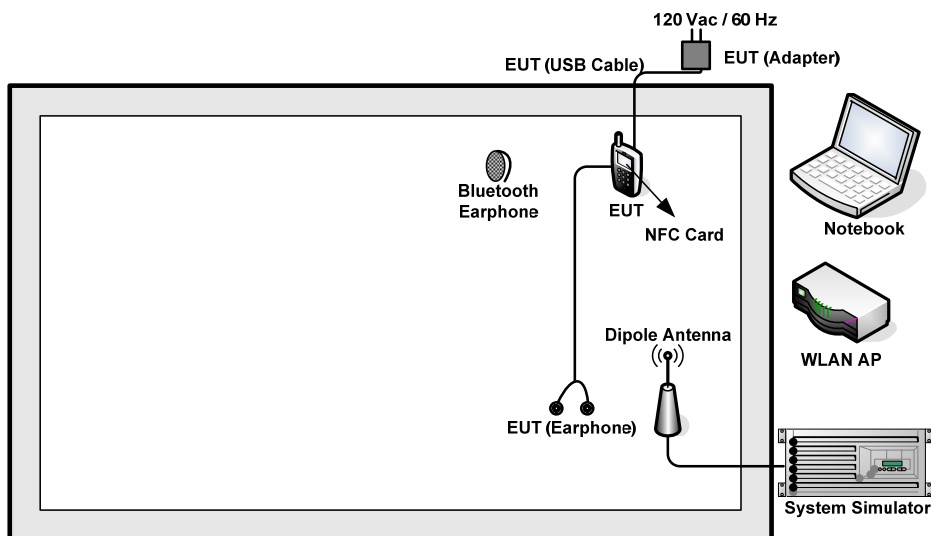 120 Vac / 60 Hz
EUT (Adapter)
EUT (USB Cable)
Bluetooth
Earphone
EUT
NFC Card
Notebook
Dipole Antenna
WLAN AP
EUT (Earphone)
System Simulator